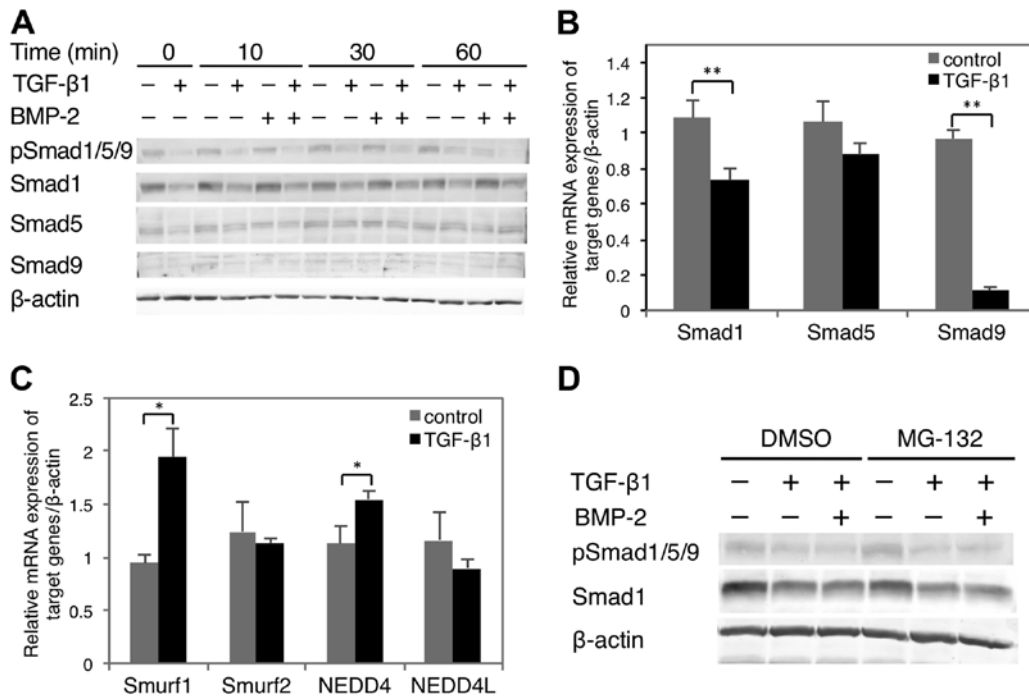 A
Time (min) 0 10 30 60
TGF-β1 − + − + − + − + − + − + − +
BMP-2 − − − − + + − − + + − − + +
pSmad1/5/9
Smad1
Smad5
Smad9
β-actin
B
Relative mRNA expression of
target genes/β-actin
control
TGF-β1
1.4
1.2
1
0.8
0.6
0.4
0.2
0
**
**
Smad1 Smad5 Smad9
C
Relative mRNA expression of
target genes/β-actin
control
TGF-β1
2.5
2
1.5
1
0.5
0
*
*
Smurf1 Smurf2 NEDD4 NEDD4L
D
DMSO MG-132
TGF-β1 − + + − + +
BMP-2 − − + − − +
pSmad1/5/9
Smad1
β-actin